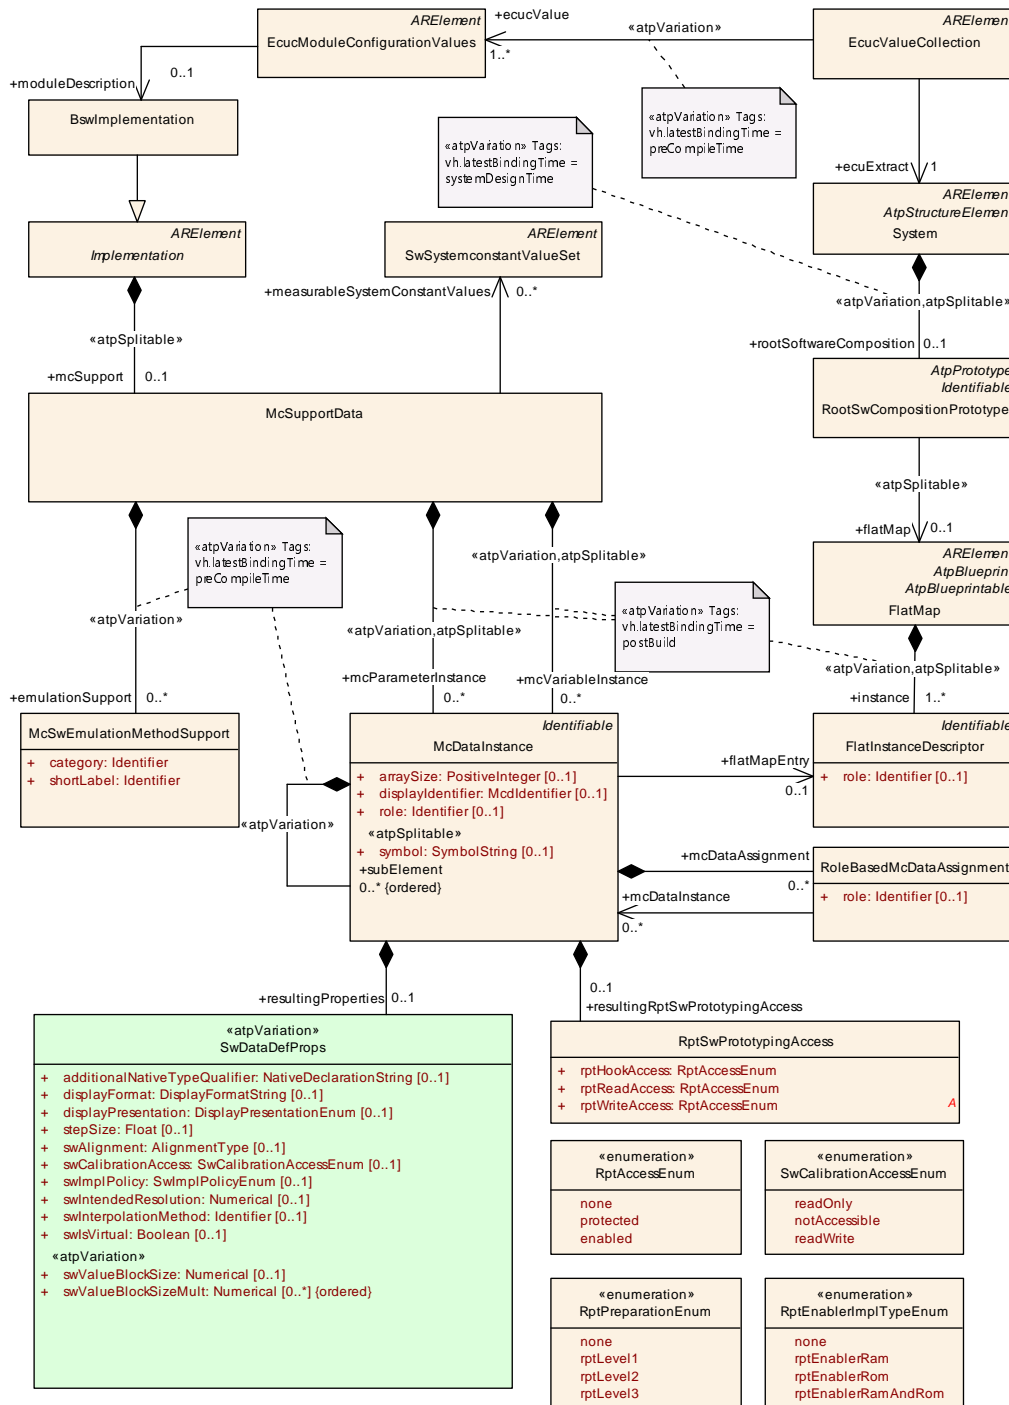 ARElement
EcucModuleConfigurationValues
+ecucValue
1..*
«atpVariation»
ARElemen
EcucValueCollection
+moduleDescription
0..1
BswImplementation
«atpVariation» Tags:
vh.latestBindingTime =
preCompileTime
«atpVariation» Tags:
vh.latestBindingTime =
systemDesignTime
+ecuExtract
1
ARElemen
AtpStructureElemen
System
ARElement
Implementation
ARElement
SwSystemconstantValueSet
+measurableSystemConstantValues
0..*
«atpVariation,atpSplitable»
«atpSplitable»
+rootSoftwareComposition
0..1
+mcSupport
0..1
AtpPrototype
Identifiable
RootSwCompositionPrototype
McSupportData
«atpSplitable»
+flatMap
0..1
«atpVariation» Tags:
vh.latestBindingTime =
preCompileTime
«atpVariation,atpSplitable»
ARElemen
AtpBlueprin
AtpBlueprintable
FlatMap
«atpVariation» Tags:
vh.latestBindingTime =
postBuild
«atpVariation»
«atpVariation,atpSplitable»
«atpVariation,atpSplitable»
+emulationSupport
0..*
+mcParameterInstance
0..*
+mcVariableInstance
0..*
+instance
1..*
McSwEmulationMethodSupport
+ category: Identifier
+ shortLabel: Identifier
Identifiable
McDataInstance
+ arraySize: PositiveInteger [0..1]
+ displayIdentifier: McdIdentifier [0..1]
+ role: Identifier [0..1]
«atpSplitable»
+ symbol: SymbolString [0..1]
+subElement
0..* {ordered}
«atpVariation»
+flatMapEntry
0..1
Identifiable
FlatInstanceDescriptor
+ role: Identifier [0..1]
+mcDataAssignment
0..*
+mcDataInstance
0..*
RoleBasedMcDataAssignment
+ role: Identifier [0..1]
+resultingProperties
0..1
0..1
+resultingRptSwPrototypingAccess
«atpVariation»
SwDataDefProps
+ additionalNativeTypeQualifier: NativeDeclarationString [0..1]
+ displayFormat: DisplayFormatString [0..1]
+ displayPresentation: DisplayPresentationEnum [0..1]
+ stepSize: Float [0..1]
+ swAlignment: AlignmentType [0..1]
+ swCalibrationAccess: SwCalibrationAccessEnum [0..1]
+ swImplPolicy: SwImplPolicyEnum [0..1]
+ swIntendedResolution: Numerical [0..1]
+ swInterpolationMethod: Identifier [0..1]
+ swIsVirtual: Boolean [0..1]
«atpVariation»
+ swValueBlockSize: Numerical [0..1]
+ swValueBlockSizeMult: Numerical [0..*] {ordered}
RptSwPrototypingAccess
+ rptHookAccess: RptAccessEnum
+ rptReadAccess: RptAccessEnum
+ rptWriteAccess: RptAccessEnum
A
«enumeration»
RptAccessEnum
none
protected
enabled
«enumeration»
SwCalibrationAccessEnum
readOnly
notAccessible
readWrite
«enumeration»
RptPreparationEnum
none
rptLevel1
rptLevel2
rptLevel3
«enumeration»
RptEnablerImplTypeEnum
none
rptEnablerRam
rptEnablerRom
rptEnablerRamAndRom